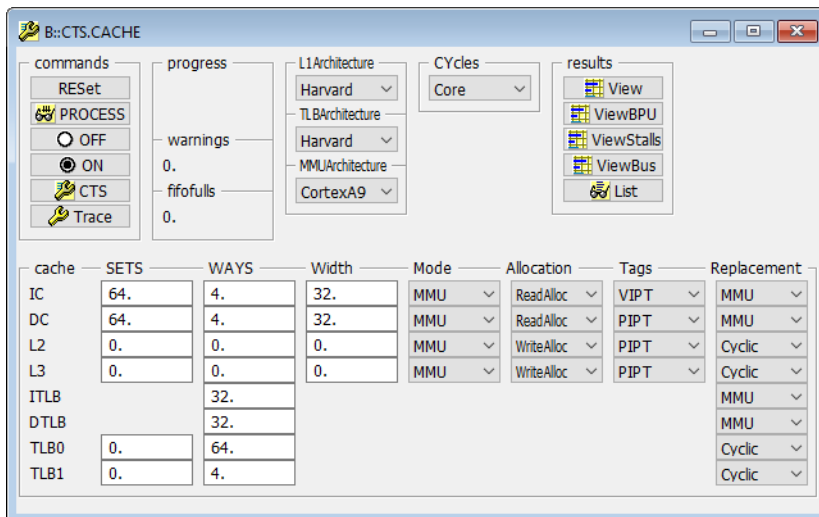 B::CTS.CACHE
commands
RESet
PROCESS
OFF
ON
CTS
Trace
progress
warnings
0.
fifofulls
0.
L1Architecture
Harvard
TLBArchitecture
Harvard
MMUArchitecture
CortexA9
CYcles
Core
results
View
ViewBPU
ViewStalls
ViewBus
List
cache SETS WAYS Width Mode Allocation Tags Replacement
IC 64. 4. 32. MMU ReadAlloc VIPT MMU
DC 64. 4. 32. MMU ReadAlloc PIPT MMU
L2 0. 0. 0. MMU WriteAlloc PIPT Cyclic
L3 0. 0. 0. MMU WriteAlloc PIPT Cyclic
ITLB 32. MMU
DTLB 32. MMU
TLB0 0. 64. Cyclic
TLB1 0. 4. Cyclic